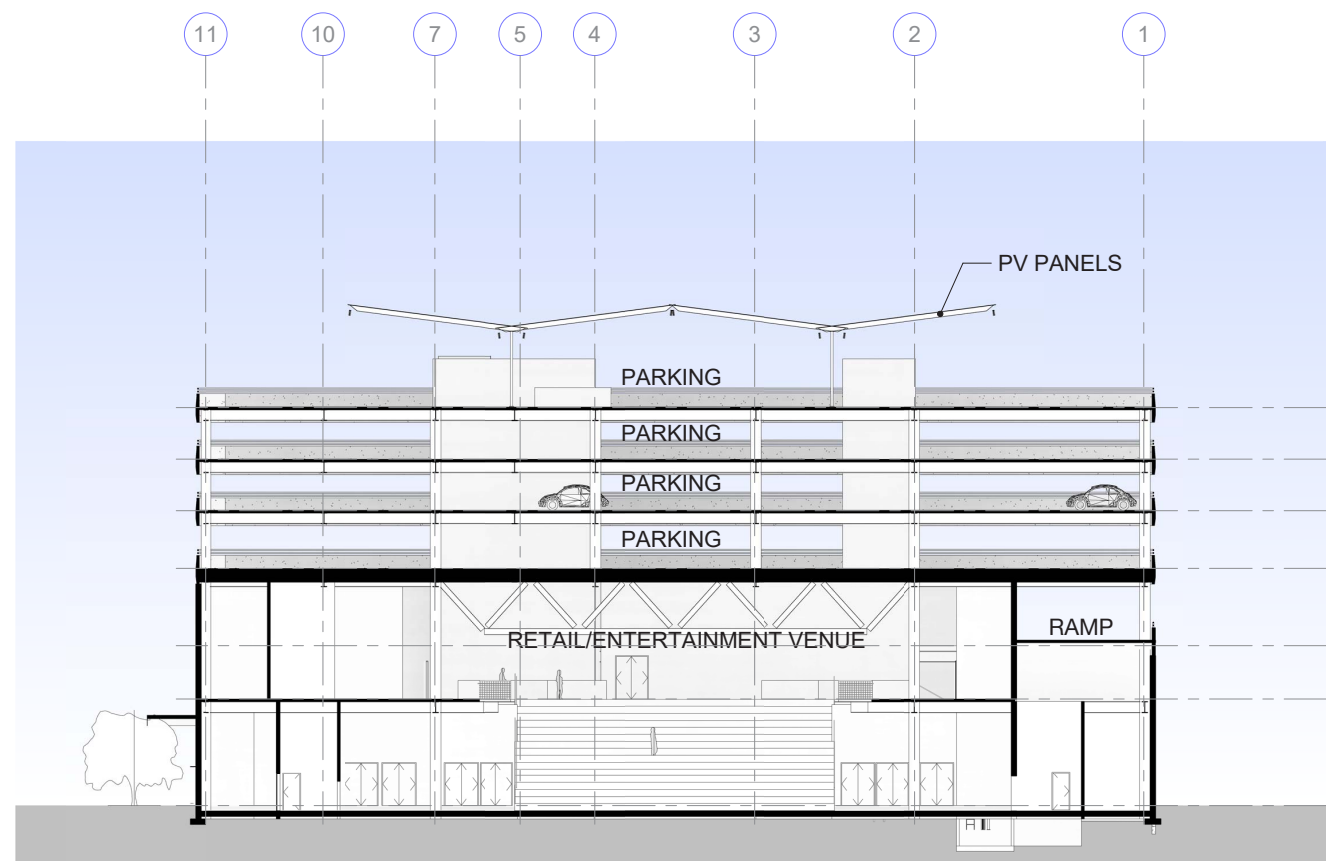 11 10 7 5 4 3 2 1
PV PANELS
PARKING
PARKING
PARKING
PARKING
RETAIL/ENTERTAINMENT VENUE
RAMP